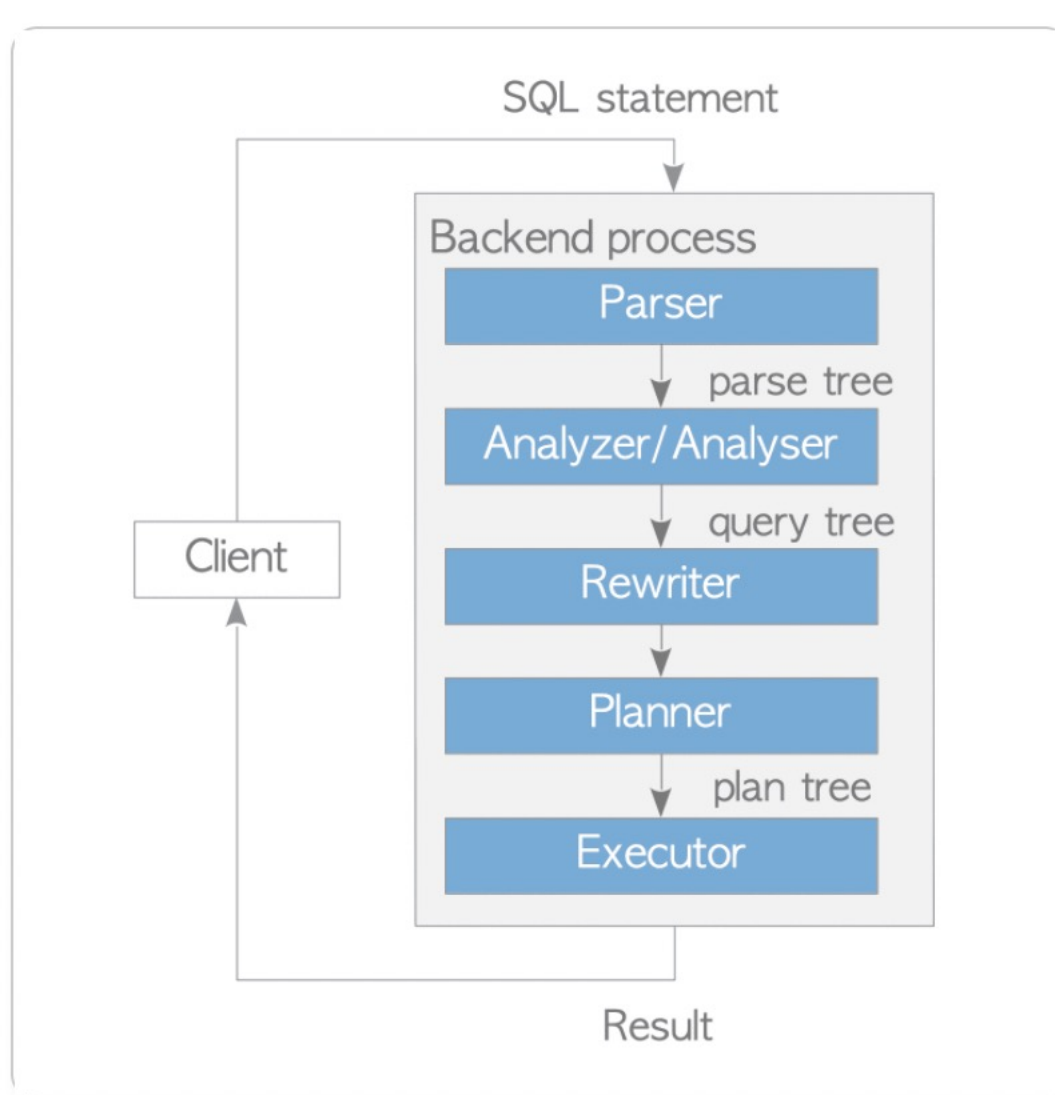 SQL statement
Backend process
Parser
parse tree
Analyzer/Analyser
query tree
Client
Rewriter
Planner
plan tree
Executor
Result